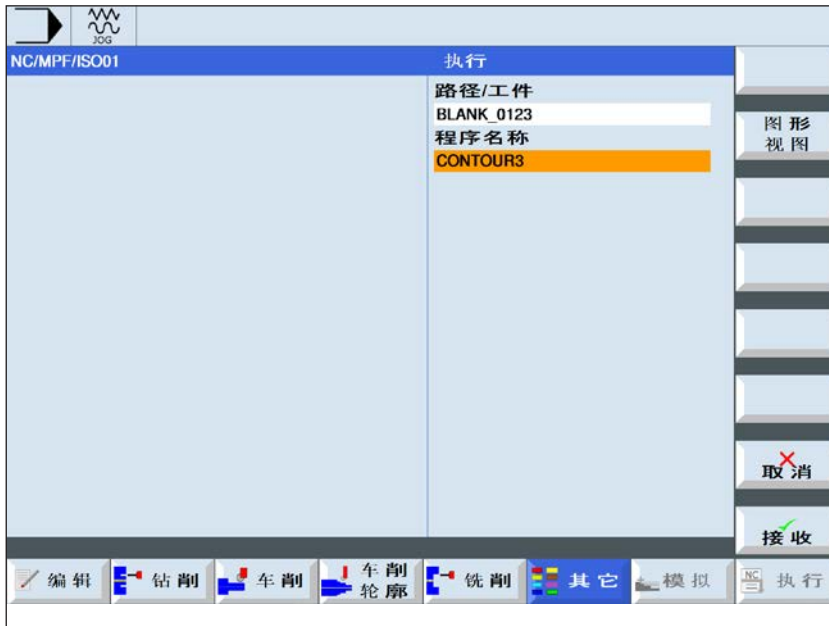 JOG
NC/MPF/ISO01
执行
路径/工件
BLANK_0123
程序名称
CONTOUR3
图形
视图
取消
接收
编辑
钻削
车削
车削
轮廓
铣削
其它
模拟
NC
执行